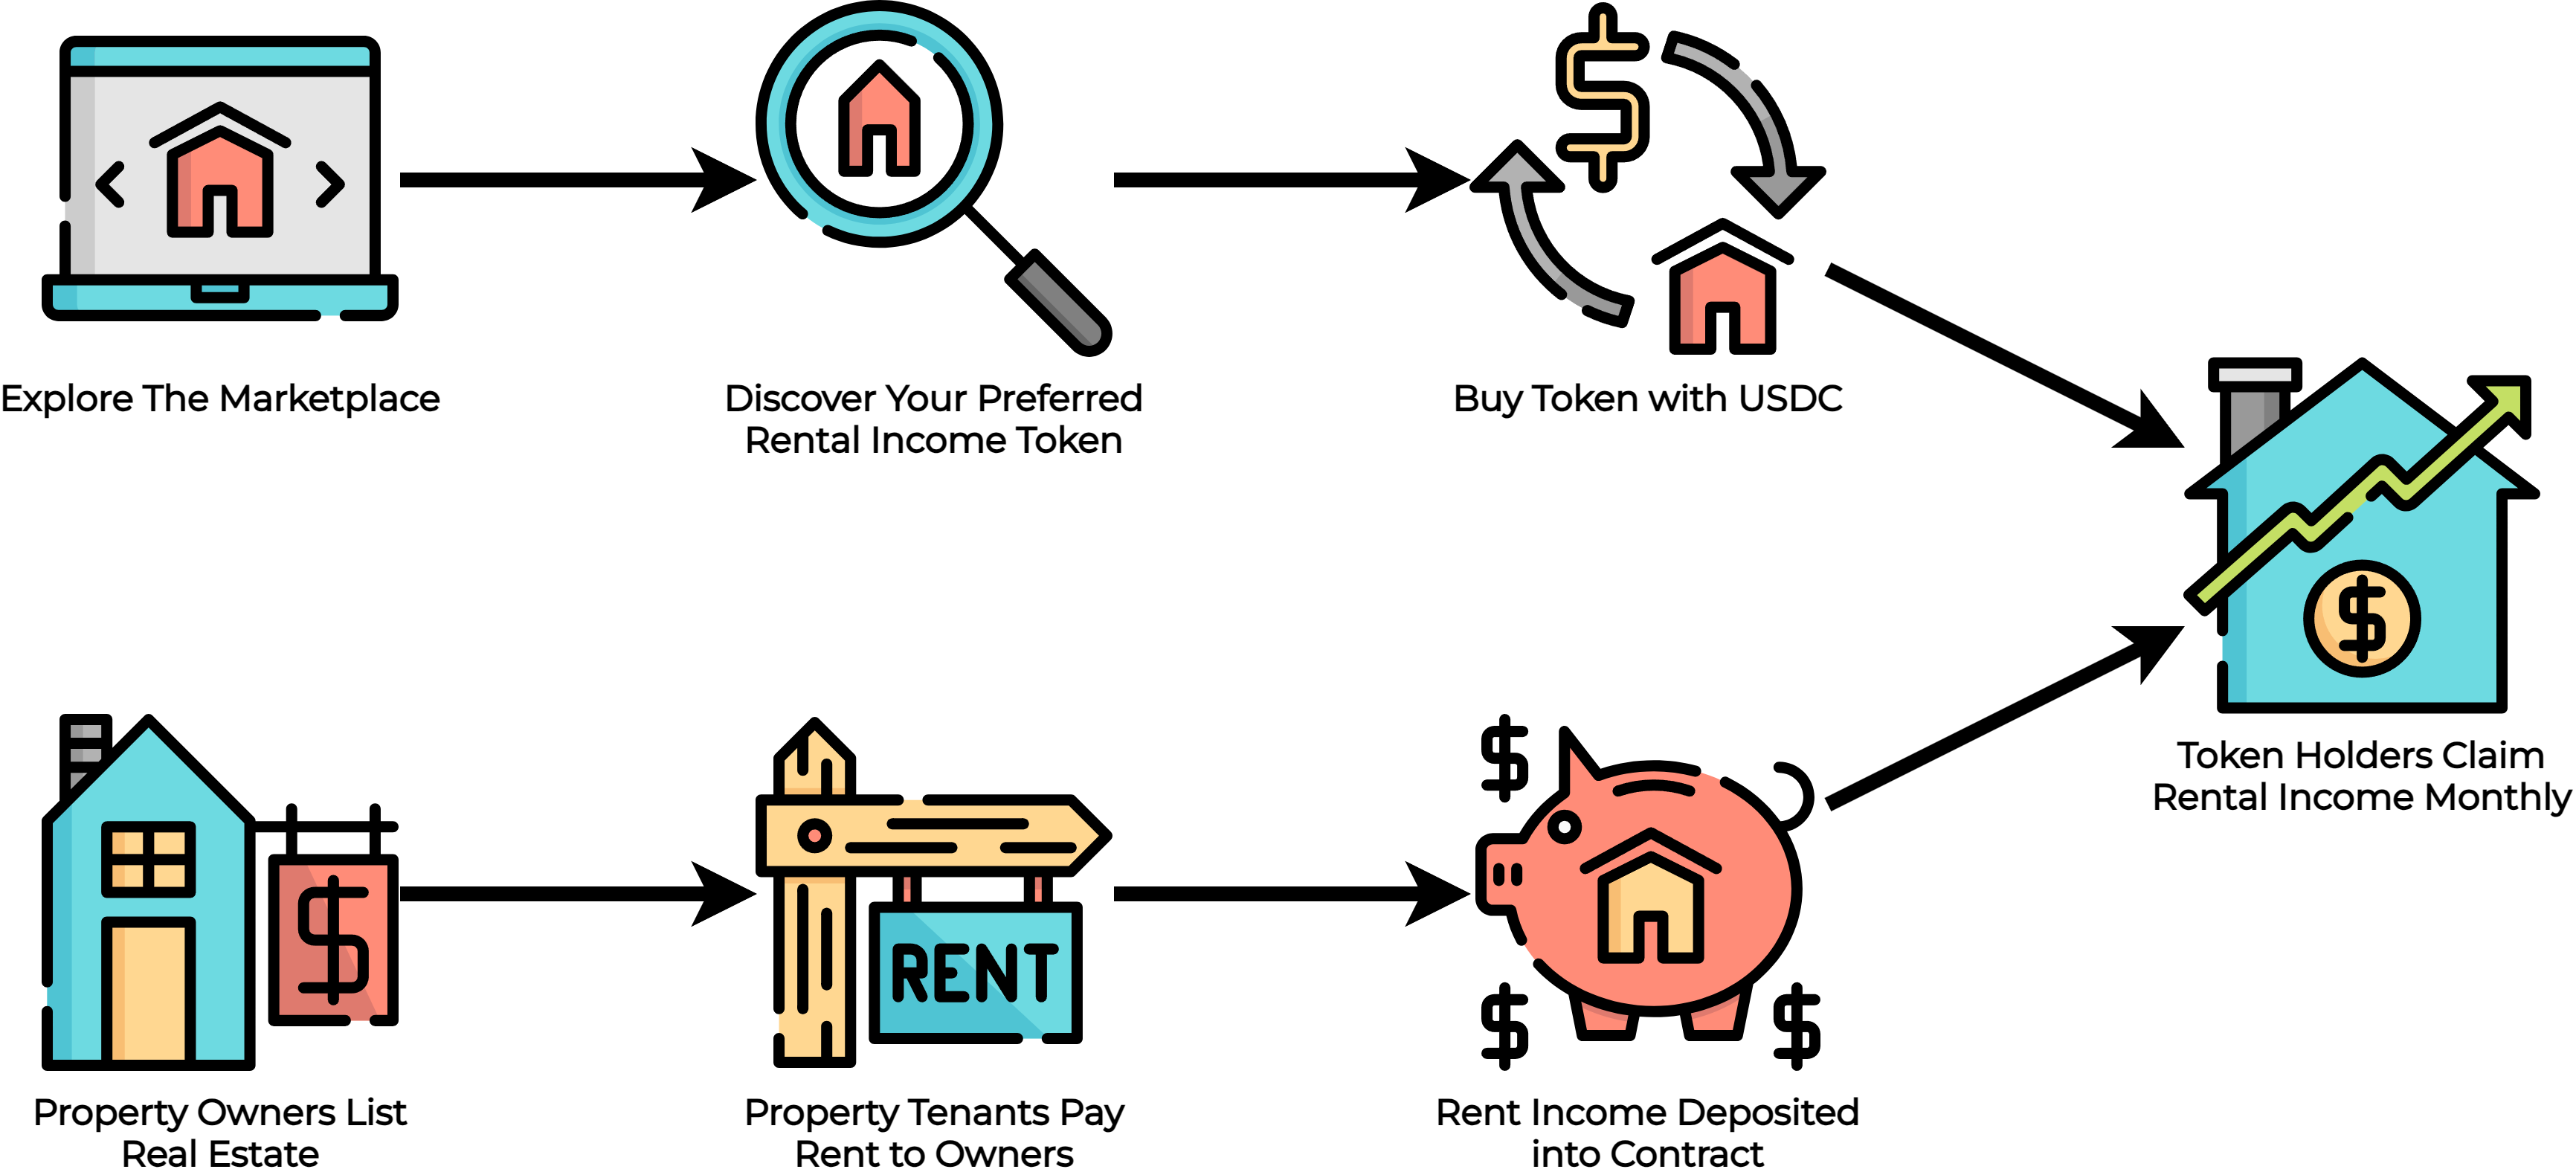 Explore The Marketplace
Discover Your Preferred
Rental Income Token
Buy Token with USDC
$
$
Token Holders Claim
Rental Income Monthly
$
RENT
$
$
$
Property Owners List
Real Estate
Property Tenants Pay
Rent to Owners
Rent Income Deposited
into Contract